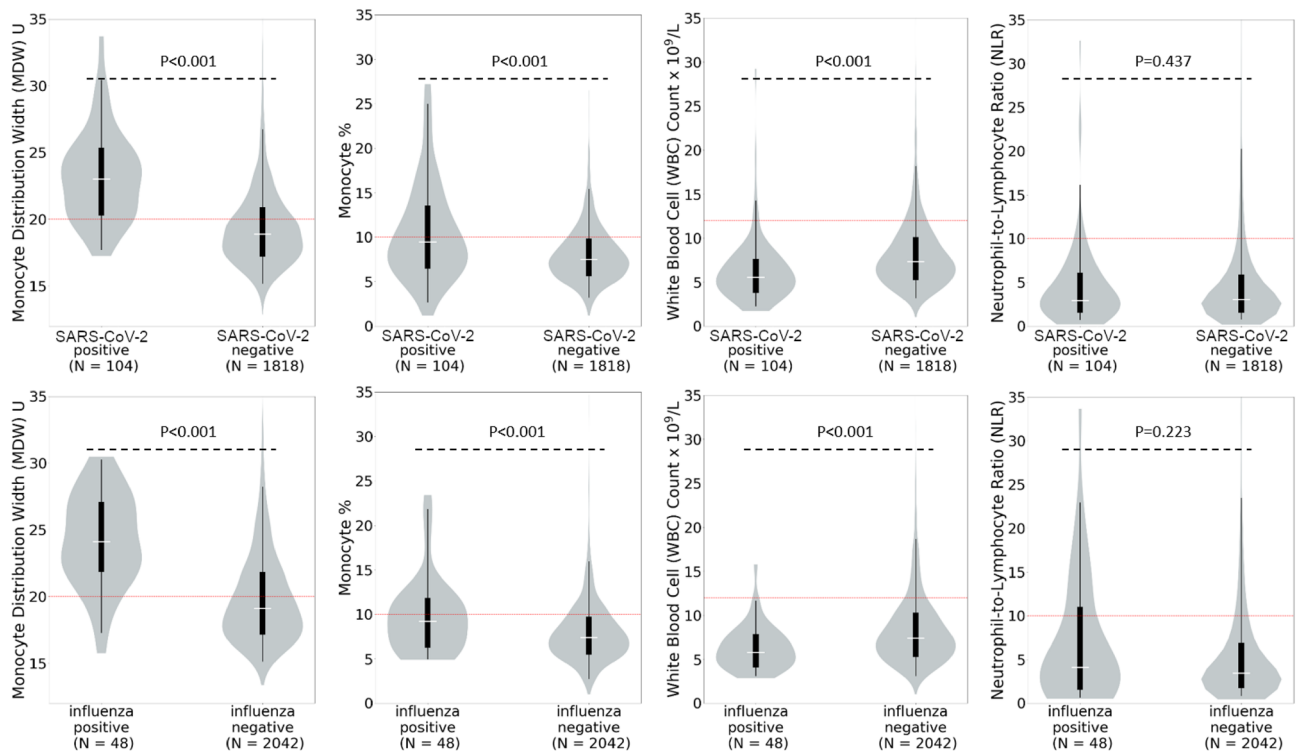 Monocyte Distribution Width (MDW) U
35
30
25
20
15
P<0.001
SARS-CoV-2
positive
(N = 104)
SARS-CoV-2
negative
(N = 1818)
Monocyte %
35
30
25
20
15
10
5
0
P<0.001
SARS-CoV-2
positive
(N = 104)
SARS-CoV-2
negative
(N = 1818)
White Blood Cell (WBC) Count x 10⁹/L
35
30
25
20
15
10
5
0
P<0.001
SARS-CoV-2
positive
(N = 104)
SARS-CoV-2
negative
(N = 1818)
Neutrophil-to-Lymphocyte Ratio (NLR)
35
30
25
20
15
10
5
0
P=0.437
SARS-CoV-2
positive
(N = 104)
SARS-CoV-2
negative
(N = 1818)
Monocyte Distribution Width (MDW) U
35
30
25
20
15
P<0.001
influenza
positive
(N = 48)
influenza
negative
(N = 2042)
Monocyte %
35
30
25
20
15
10
5
0
P<0.001
influenza
positive
(N = 48)
influenza
negative
(N = 2042)
White Blood Cell (WBC) Count x 10⁹/L
35
30
25
20
15
10
5
0
P<0.001
influenza
positive
(N = 48)
influenza
negative
(N = 2042)
Neutrophil-to-Lymphocyte Ratio (NLR)
35
30
25
20
15
10
5
0
P=0.223
influenza
positive
(N = 48)
influenza
negative
(N = 2042)